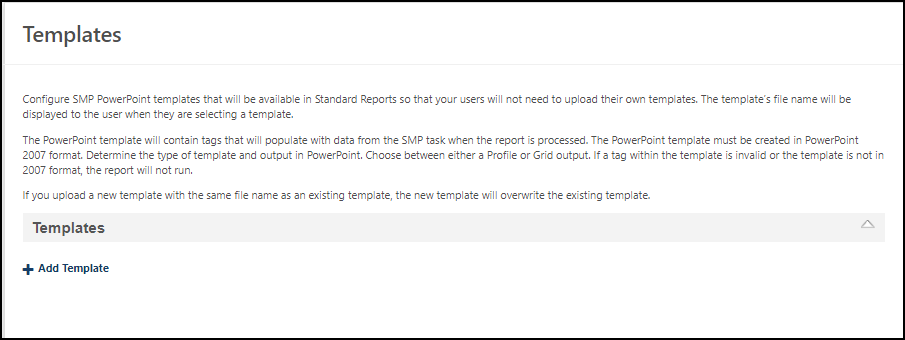 Templates
Configure SMP PowerPoint templates that will be available in Standard Reports so that your users will not need to upload their own templates. The template's file name will be
displayed to the user when they are selecting a template.
The PowerPoint template will contain tags that will populate with data from the SMP task when the report is processed. The PowerPoint template must be created in PowerPoint
2007 format. Determine the type of template and output in PowerPoint. Choose between either a Profile or Grid output. If a tag within the template is invalid or the template is not in
2007 format, the report will not run.
If you upload a new template with the same file name as an existing template, the new template will overwrite the existing template.
Templates
Add Template